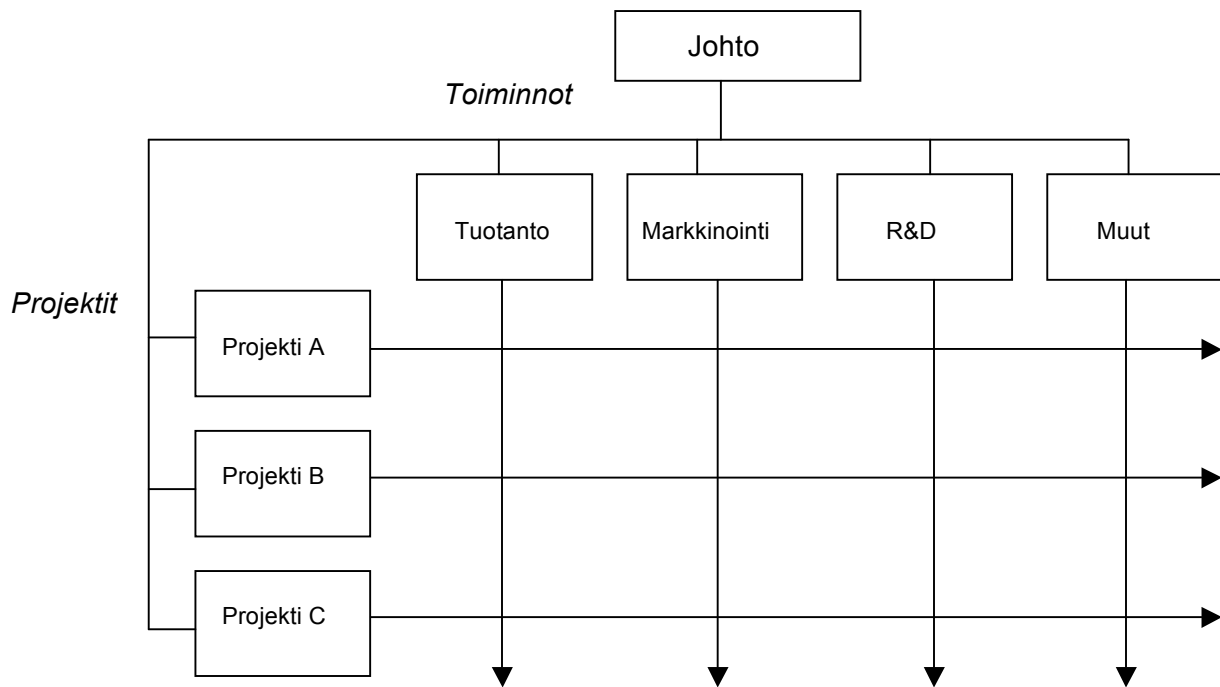 Johto
Toiminnot
Tuotanto
Markkinointi
R&D
Muut
Projektit
Projekti A
Projekti B
Projekti C